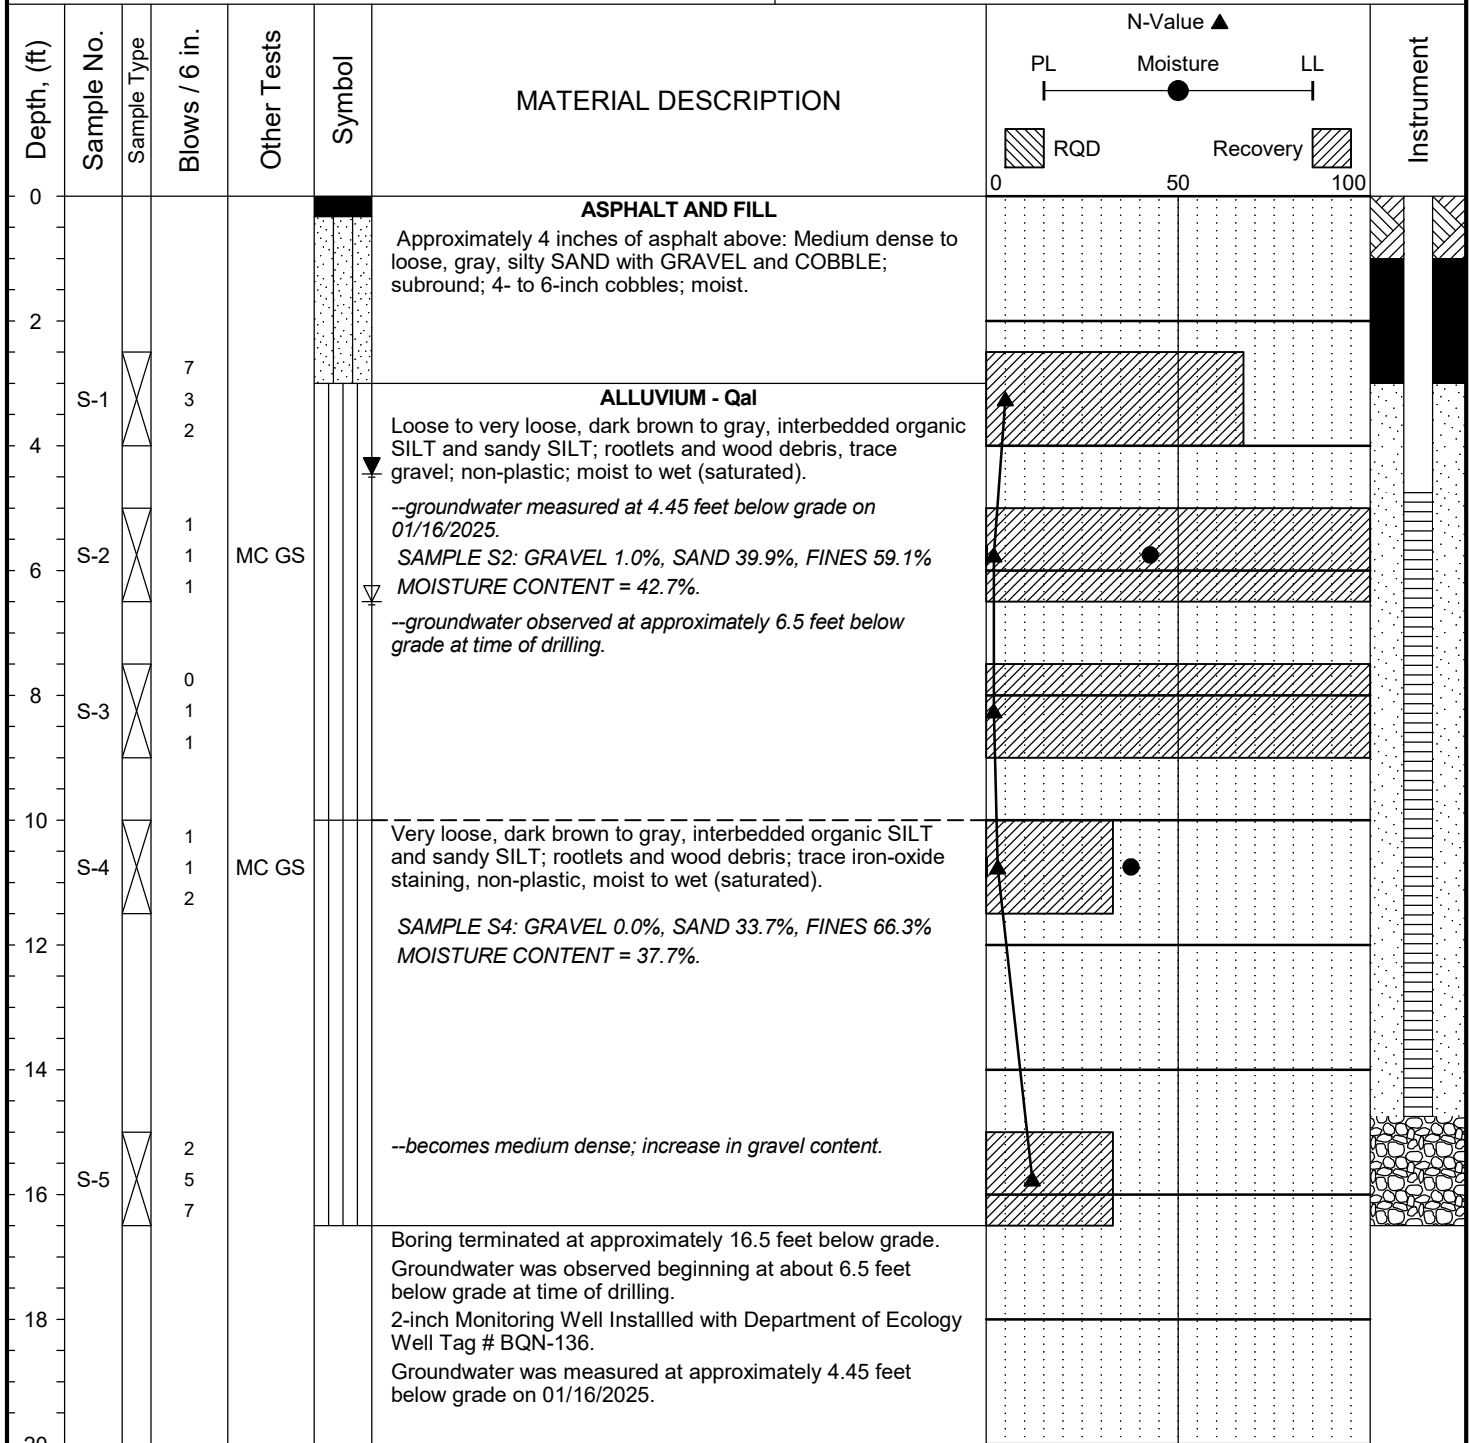 Depth, (ft)
Sample No.
Sample Type
Blows / 6 in.
Other Tests
Symbol
MATERIAL DESCRIPTION
N-Value
PL Moisture LL
RQD Recovery
0 50 100
Instrument
0
ASPHALT AND FILL
Approximately 4 inches of asphalt above: Medium dense to
loose, gray, silty SAND with GRAVEL and COBBLE;
subround; 4- to 6-inch cobbles; moist.
2
S-1
7
3
2
ALLUVIUM - Qal
Loose to very loose, dark brown to gray, interbedded organic
SILT and sandy SILT; rootlets and wood debris, trace
gravel; non-plastic; moist to wet (saturated).
4
--groundwater measured at 4.45 feet below grade on
01/16/2025.
S-2
1
1
1
MC GS
SAMPLE S2: GRAVEL 1.0%, SAND 39.9%, FINES 59.1%
MOISTURE CONTENT = 42.7%.
6
--groundwater observed at approximately 6.5 feet below
grade at time of drilling.
8
S-3
0
1
1
10
S-4
1
1
2
MC GS
Very loose, dark brown to gray, interbedded organic SILT
and sandy SILT; rootlets and wood debris; trace iron-oxide
staining, non-plastic, moist to wet (saturated).
SAMPLE S4: GRAVEL 0.0%, SAND 33.7%, FINES 66.3%
MOISTURE CONTENT = 37.7%.
12
14
--becomes medium dense; increase in gravel content.
S-5
2
5
7
16
Boring terminated at approximately 16.5 feet below grade.
Groundwater was observed beginning at about 6.5 feet
below grade at time of drilling.
2-inch Monitoring Well Installled with Department of Ecology
Well Tag # BQN-136.
18
Groundwater was measured at approximately 4.45 feet
below grade on 01/16/2025.
20